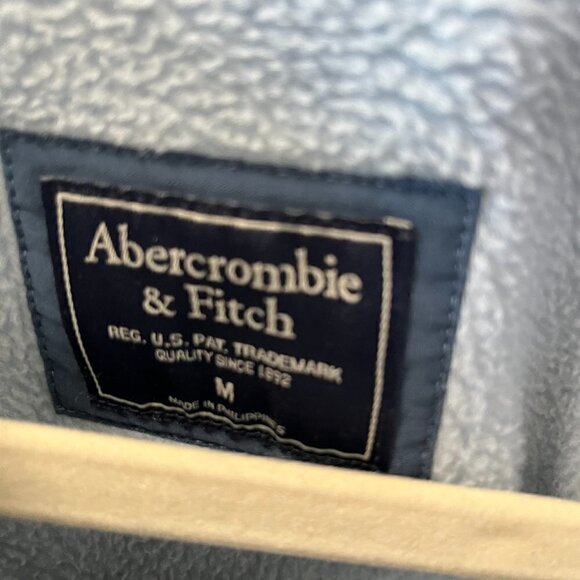 Abercrombie
& Fitch
REG. U.S. PAT. TRADEMARK
QUALITY SINCE 1892
M
MADE IN PHILIPPINES